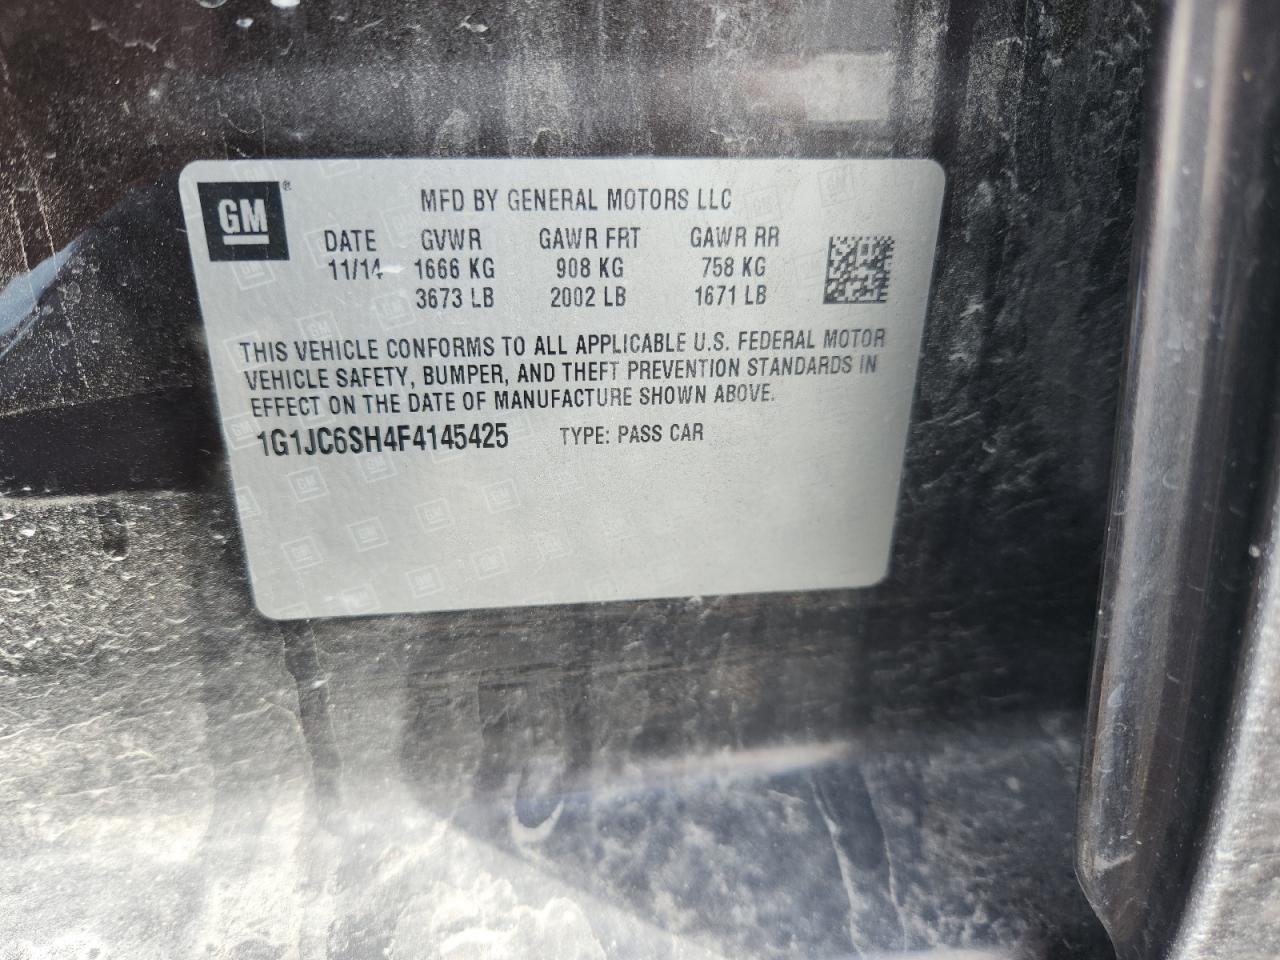 GM®
MFD BY GENERAL MOTORS LLC
DATE GVWR GAWR FRT GAWR RR
11/14 1666 KG 908 KG 758 KG
3673 LB 2002 LB 1671 LB
THIS VEHICLE CONFORMS TO ALL APPLICABLE U.S. FEDERAL MOTOR
VEHICLE SAFETY, BUMPER, AND THEFT PREVENTION STANDARDS IN
EFFECT ON THE DATE OF MANUFACTURE SHOWN ABOVE.
1G1JC6SH4F4145425 TYPE: PASS CAR